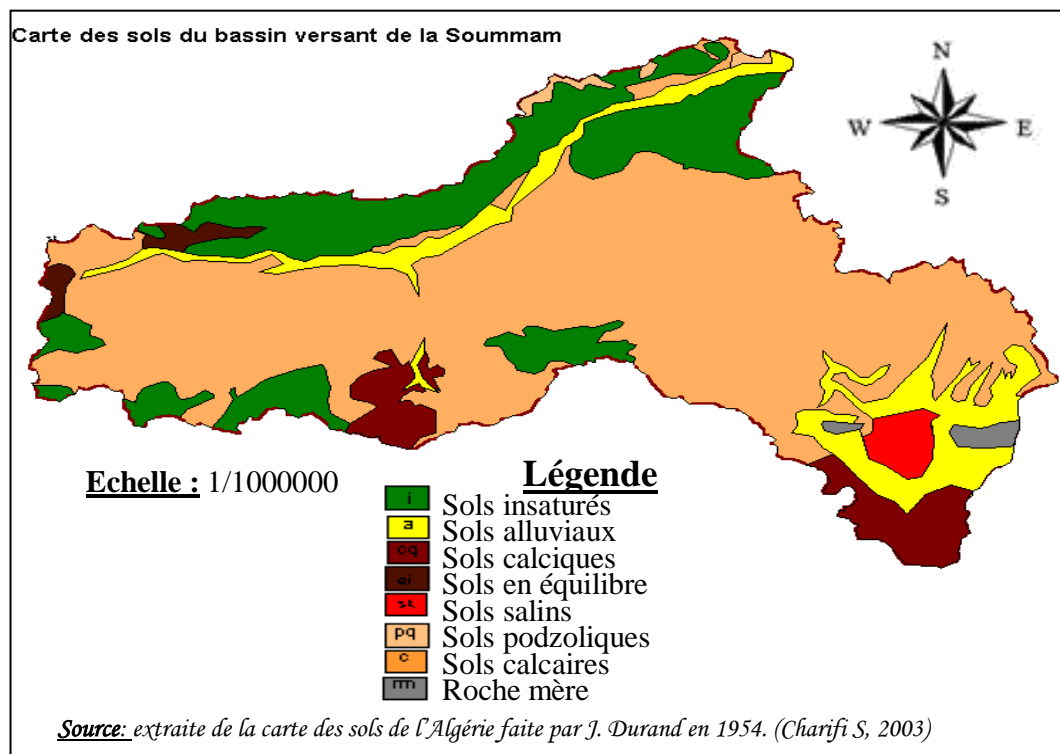 Carte des sols du bassin versant de la Soummam
N
W E
S
Echelle : 1/1000000
Légende
i Sols insaturés
a Sols alluviaux
cq Sols calciques
ei Sols en équilibre
Sols salins
pq Sols podzoliques
c Sols calcaires
m Roche mère
Source: extraite de la carte des sols de l'Algérie faite par J. Durand en 1954. (Charifi S, 2003)